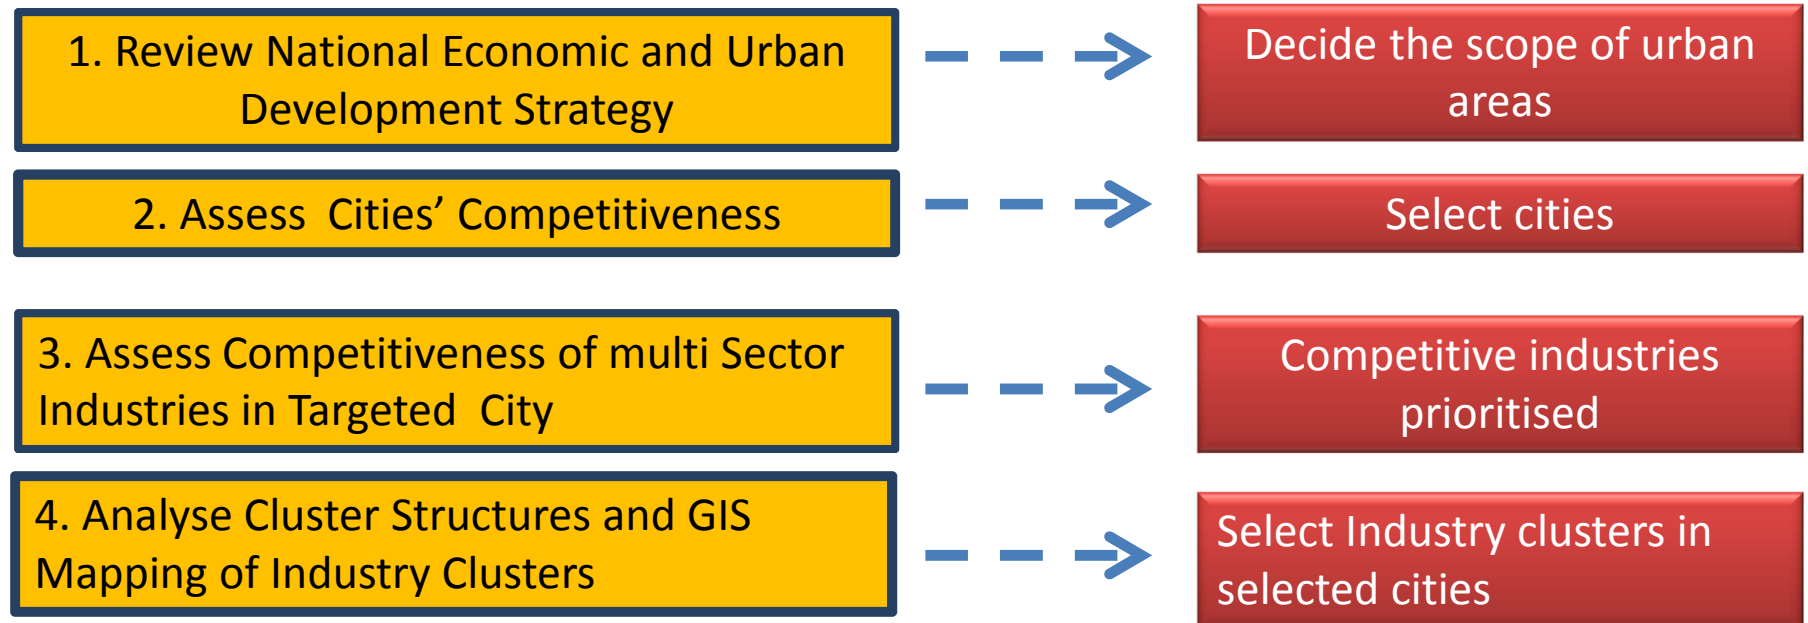 1. Review National Economic and Urban
Development Strategy
Decide the scope of urban
areas
2. Assess  Cities’ Competitiveness
Select cities
3. Assess Competitiveness of multi Sector
Industries in Targeted  City
Competitive industries
prioritised
4. Analyse Cluster Structures and GIS
Mapping of Industry Clusters
Select Industry clusters in
selected cities